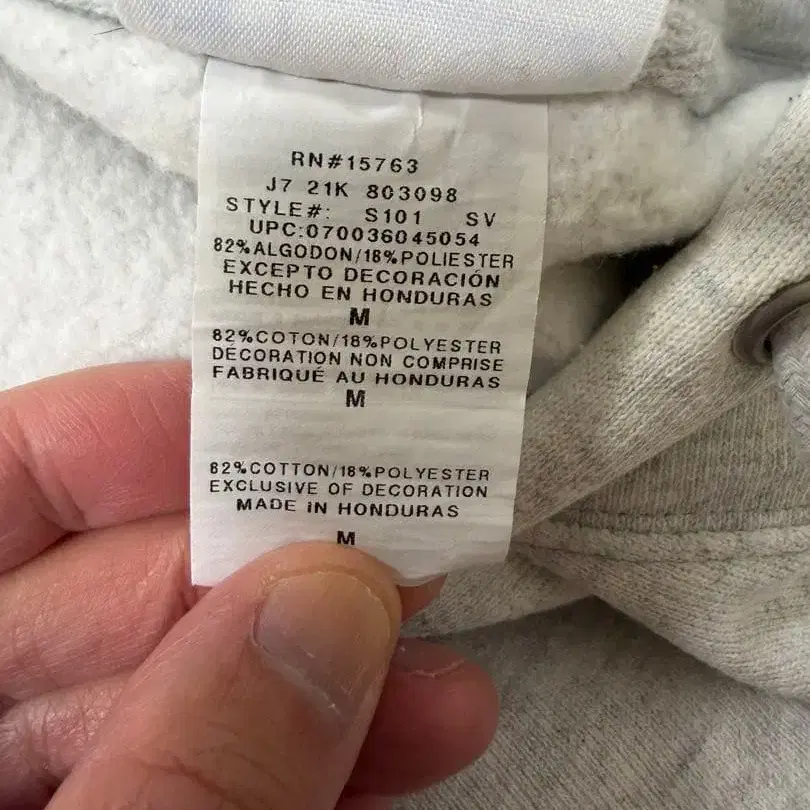 RN#15763
J7 21K 803098
STYLE#: S101 SV
UPC:070036045054
82%ALGODON/18%POLIESTER
EXCEPTO DECORACIÓN
HECHO EN HONDURAS
M
82%COTON/18%POLYESTER
DÉCORATION NON COMPRISE
FABRIQUÉ AU HONDURAS
M
82%COTTON/18%POLYESTER
EXCLUSIVE OF DECORATION
MADE IN HONDURAS
M